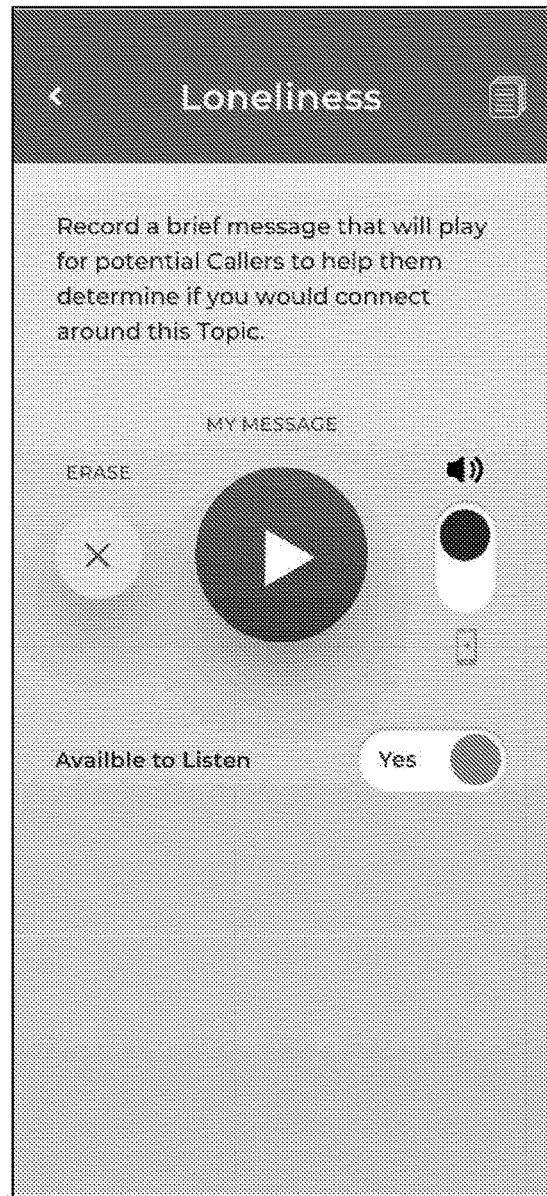 Loneliness
Record a brief message that will play
for potential Callers to help them
determine if you would connect
around this Topic.
MY MESSAGE
ERASE
Availble to Listen
Yes